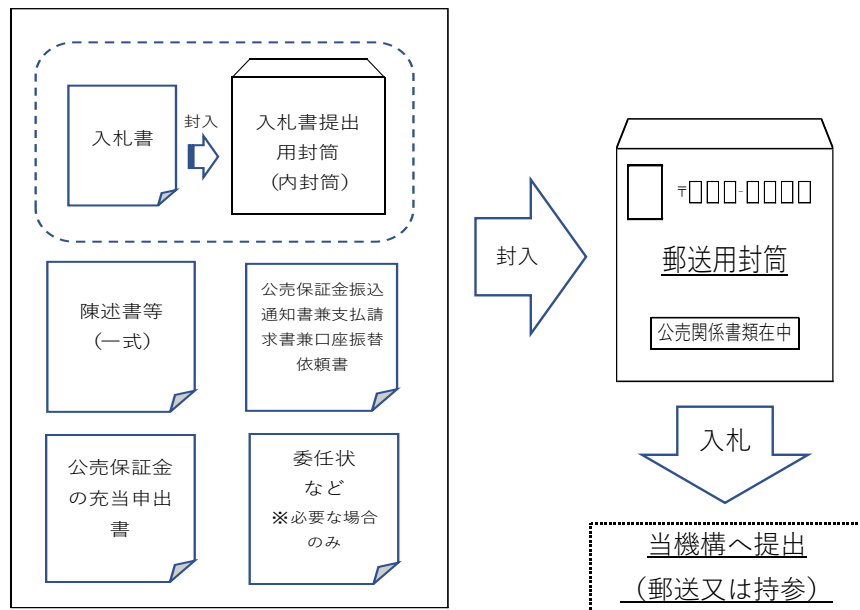 入札書
封入
入札書提出
用封筒
(内封筒)
陳述書等
(一式)
公売保証金振込
通知書兼支払請
求書兼口座振替
依頼書
公売保証金
の充当申出
書
委任状
など
※必要な場合
のみ
封入
〒□□□-□□□□
郵送用封筒
公売関係書類在中
入札
当機構へ提出
（郵送又は持参）